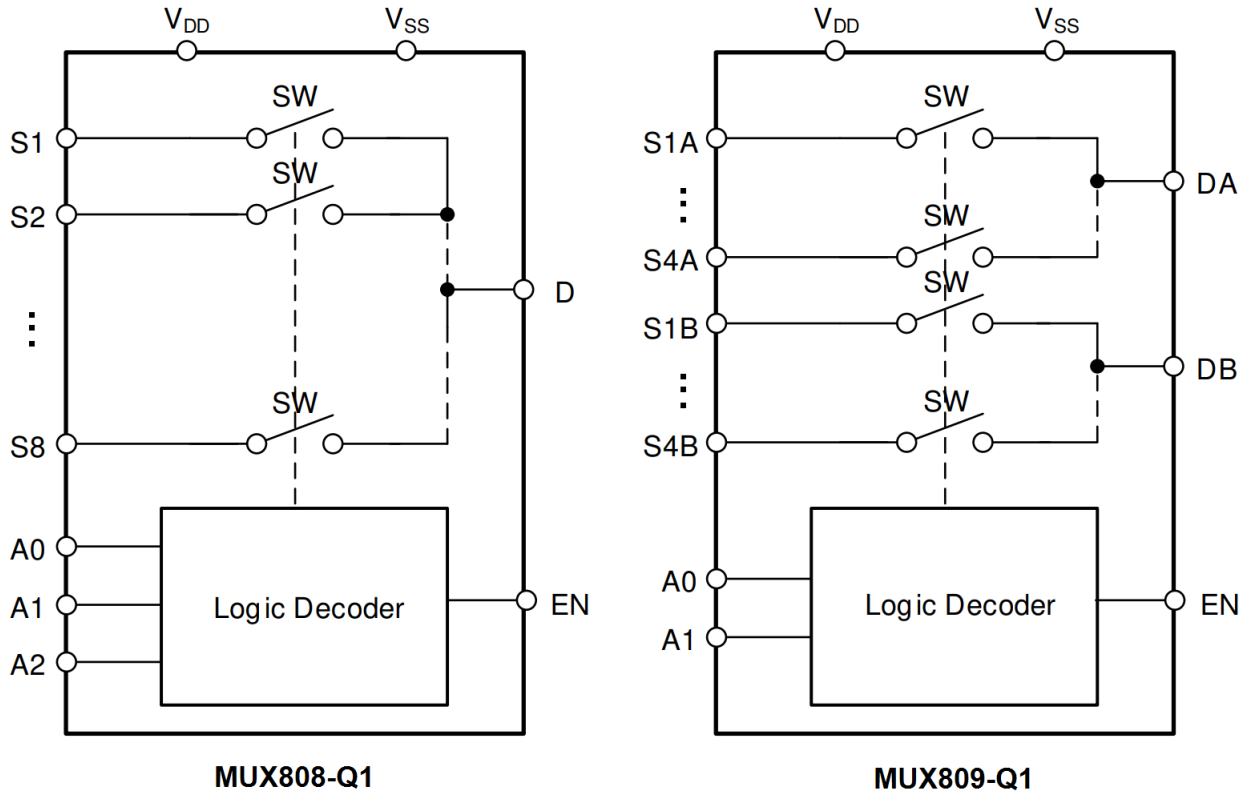 VDD
VSS
SW
S1
SW
S2
D
SW
S8
A0
A1
Logic Decoder
EN
A2
MUX808-Q1
VDD
VSS
SW
S1A
DA
SW
S4A
SW
S1B
DB
SW
S4B
A0
Logic Decoder
EN
A1
MUX809-Q1